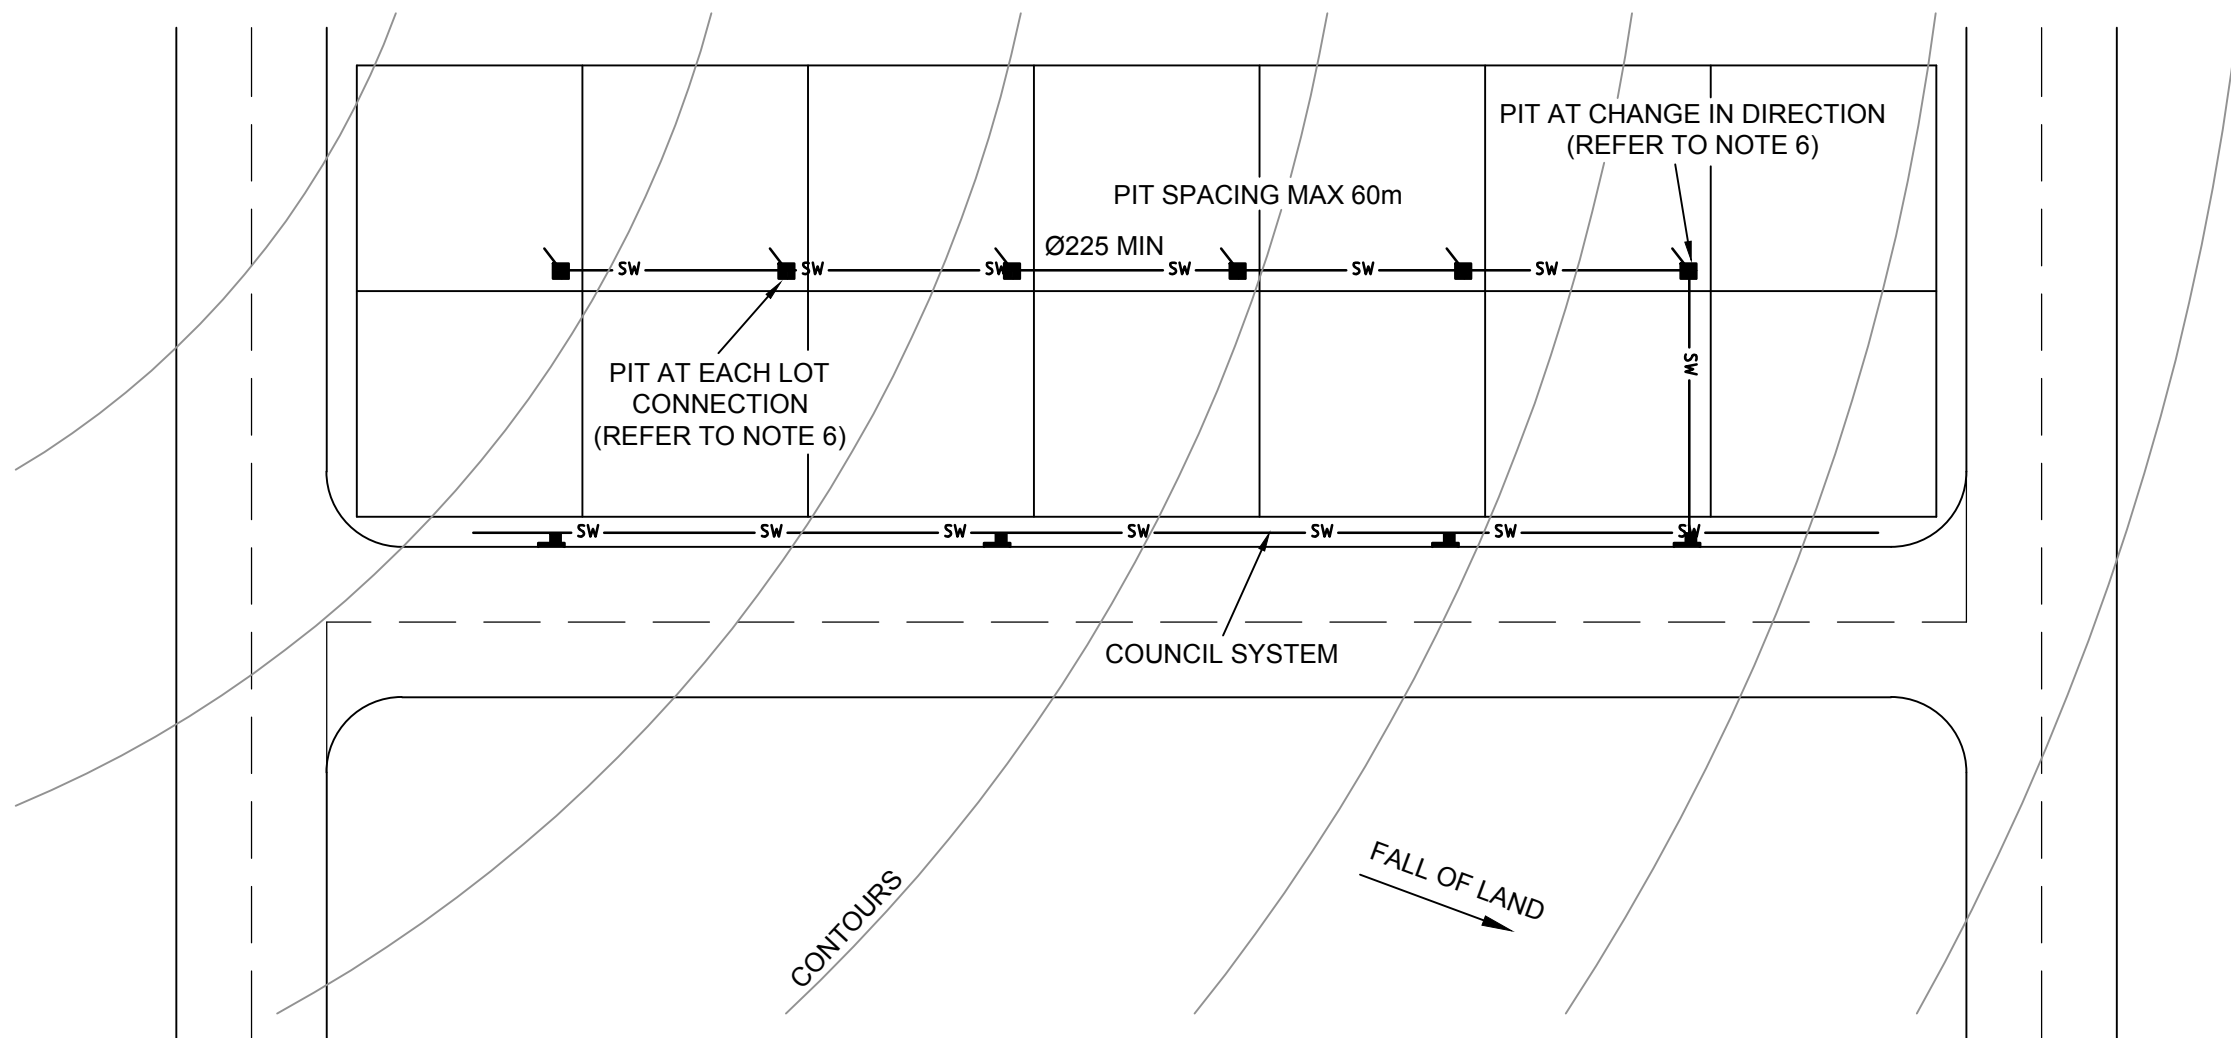 PIT AT CHANGE IN DIRECTION
(REFER TO NOTE 6)
PIT SPACING MAX 60m
Ø225 MIN
SW SW SW SW SW SW
SW
PIT AT EACH LOT
CONNECTION
(REFER TO NOTE 6)
SW SW SW SW SW SW SW
COUNCIL SYSTEM
FALL OF LAND
CONTOURS